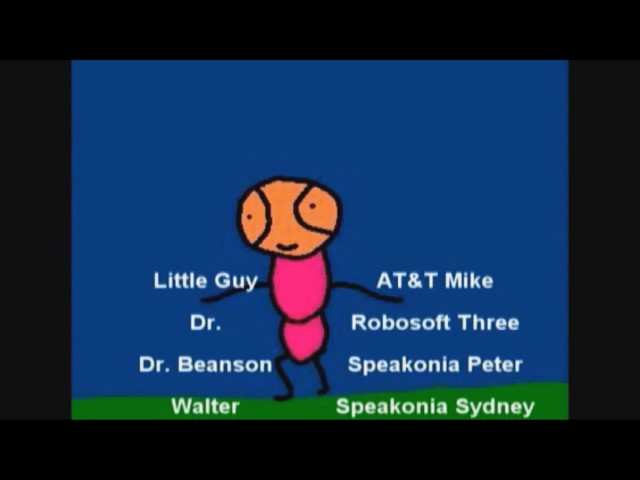 Little Guy AT&T Mike
Dr. Robosoft Three
Dr. Beanson Speakonia Peter
Walter Speakonia Sydney